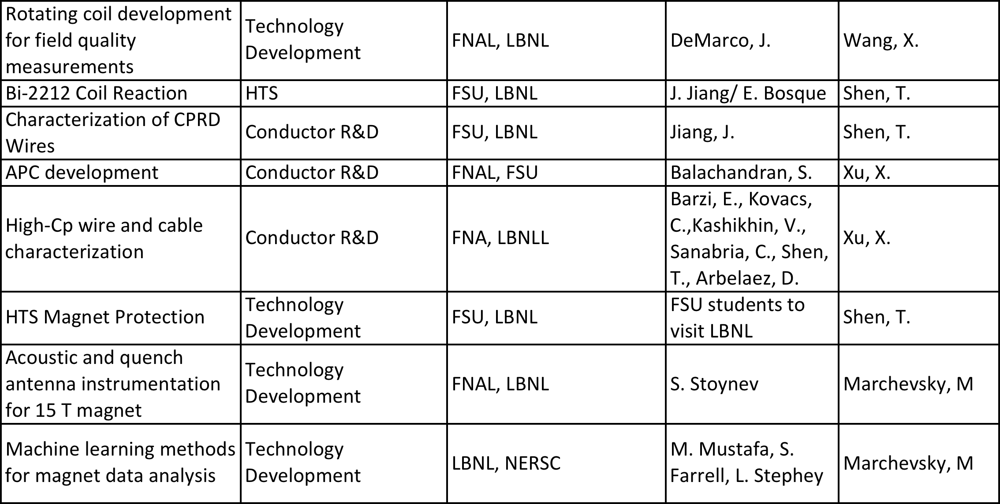 Rotating coil development
for field quality
measurements
Technology
Development
FNAL, LBNL
DeMarco, J.
Wang, X.
Bi-2212 Coil Reaction
HTS
FSU, LBNL
J. Jiang/ E. Bosque
Shen, T.
Characterization of CPRD
Wires
Conductor R&D
FSU, LBNL
Jiang, J.
Shen, T.
APC development
Conductor R&D
FNAL, FSU
Balachandran, S.
Xu, X.
High-Cp wire and cable
characterization
Conductor R&D
FNA, LBNLL
Barzi, E., Kovacs,
C.,Kashikhin, V.,
Sanabria, C., Shen,
T., Arbelaez, D.
Xu, X.
HTS Magnet Protection
Technology
Development
FSU, LBNL
FSU students to
visit LBNL
Shen, T.
Acoustic and quench
antenna instrumentation
for 15 T magnet
Technology
Development
FNAL, LBNL
S. Stoynev
Marchevsky, M
Machine learning methods
for magnet data analysis
Technology
Development
LBNL, NERSC
M. Mustafa, S.
Farrell, L. Stephey
Marchevsky, M